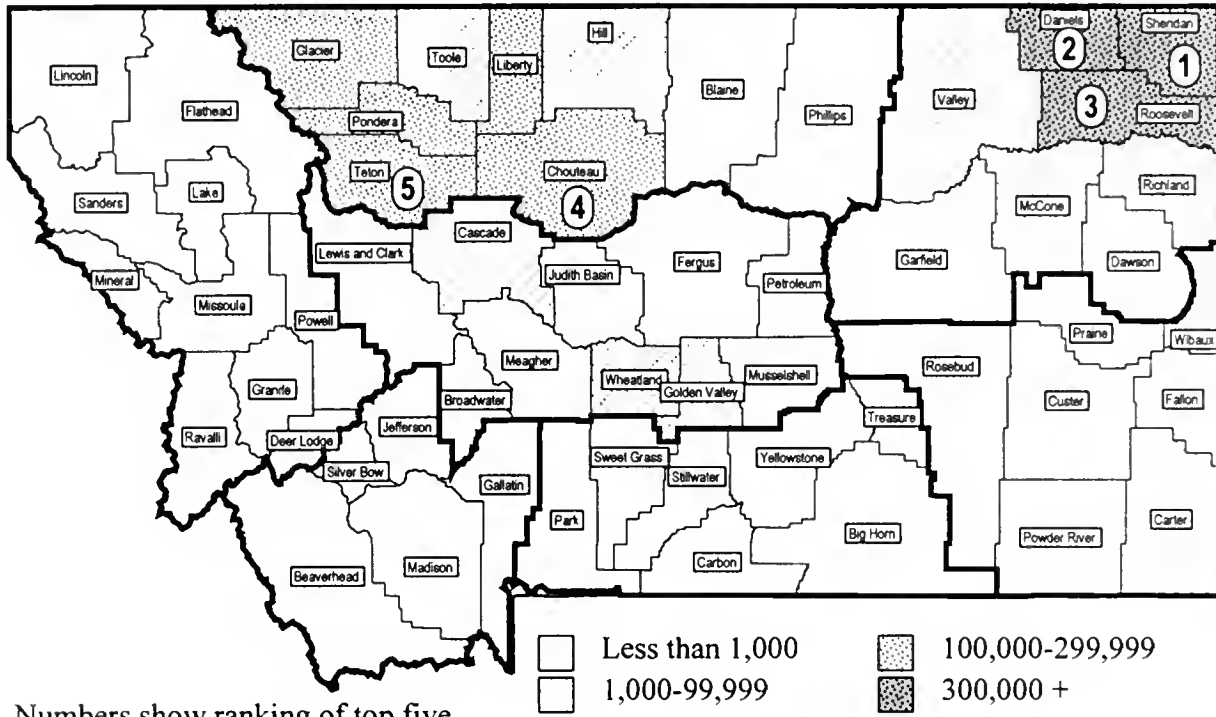 Daniels
Sheridan
Glacier
Hill
Toole
Liberty
Lincoln
2
1
Blaine
Flathead
Valley
3
Phillips
Pondera
Roosevelt
Teton
5
Chouteau
Lake
4
Richland
Sanders
McCone
Cascade
Lewis and Clark
Garfield
Dawson
Fergus
Judith Basin
Mineral
Petroleum
Missoula
Powell
Prairie
Wibaux
Meagher
Rosebud
Granite
Wheatland
Musselshell
Golden Valley
Broadwater
Custer
Fallon
Treasure
Jefferson
Ravalli
Deer Lodge
Sweet Grass
Yellowstone
Silver Bow
Stillwater
Gallatin
Park
Carter
Big Horn
Powder River
Carbon
Madison
Beaverhead
Less than 1,000
100,000-299,999
1,000-99,999
300,000 +
Numbers show ranking of top five